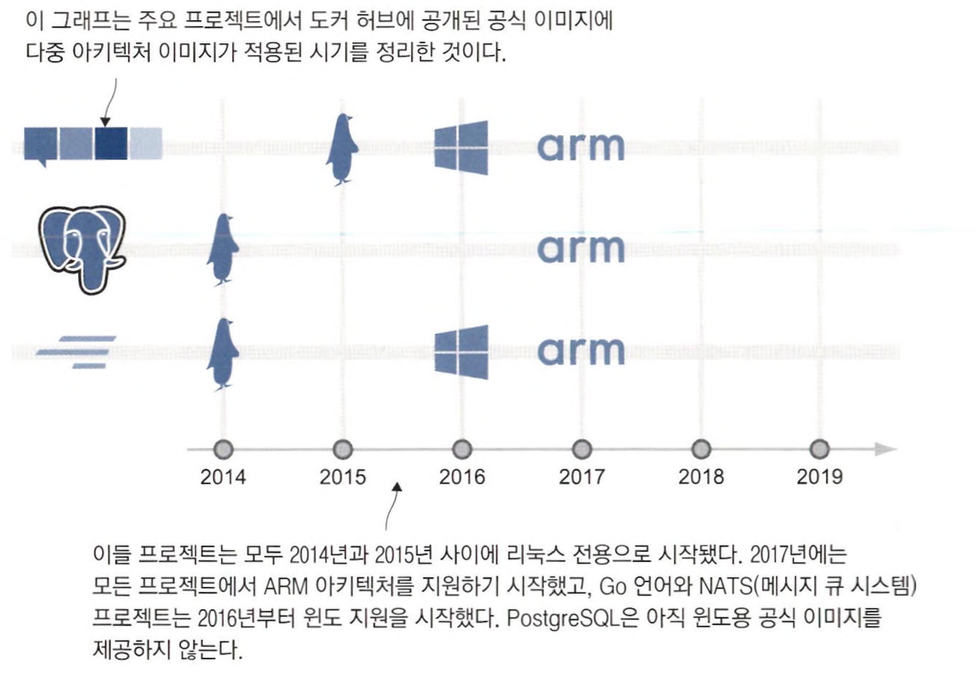 이 그래프는 주요 프로젝트에서 도커 허브에 공개된 공식 이미지에
다중 아키텍처 이미지가 적용된 시기를 정리한 것이다.
arm
arm
arm
2014 2015 2016 2017 2018 2019
이들 프로젝트는 모두 2014년과 2015년 사이에 리눅스 전용으로 시작됐다. 2017년에는
모든 프로젝트에서 ARM 아키텍처를 지원하기 시작했고, Go 언어와 NATS(메시지 큐 시스템)
프로젝트는 2016년부터 윈도 지원을 시작했다. PostgreSQL은 아직 윈도용 공식 이미지를
제공하지 않는다.